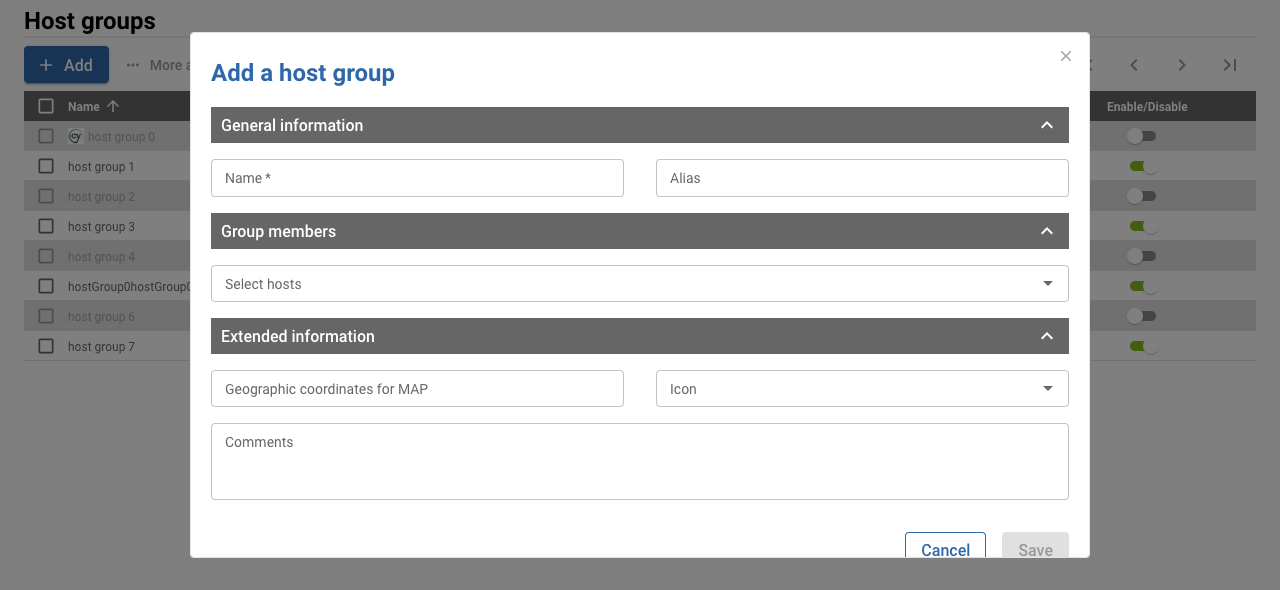 Host groups
Add
More a
Name
Enable/Disable
host group 0
host group 1
host group 2
host group 3
host group 4
hostGroup0hostGroup0
host group 6
host group 7
Add a host group
General information
Name *
Alias
Group members
Select hosts
Extended information
Geographic coordinates for MAP
Icon
Comments
Cancel
Save